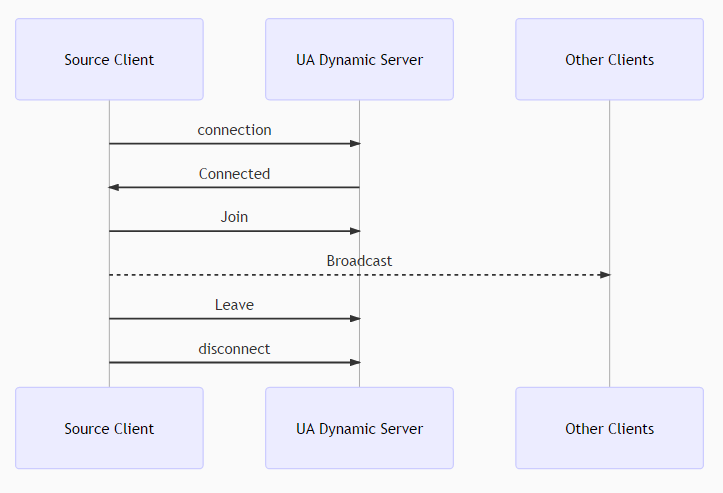 Source Client
UA Dynamic Server
Other Clients
connection
Connected
Join
Broadcast
Leave
disconnect
Source Client
UA Dynamic Server
Other Clients